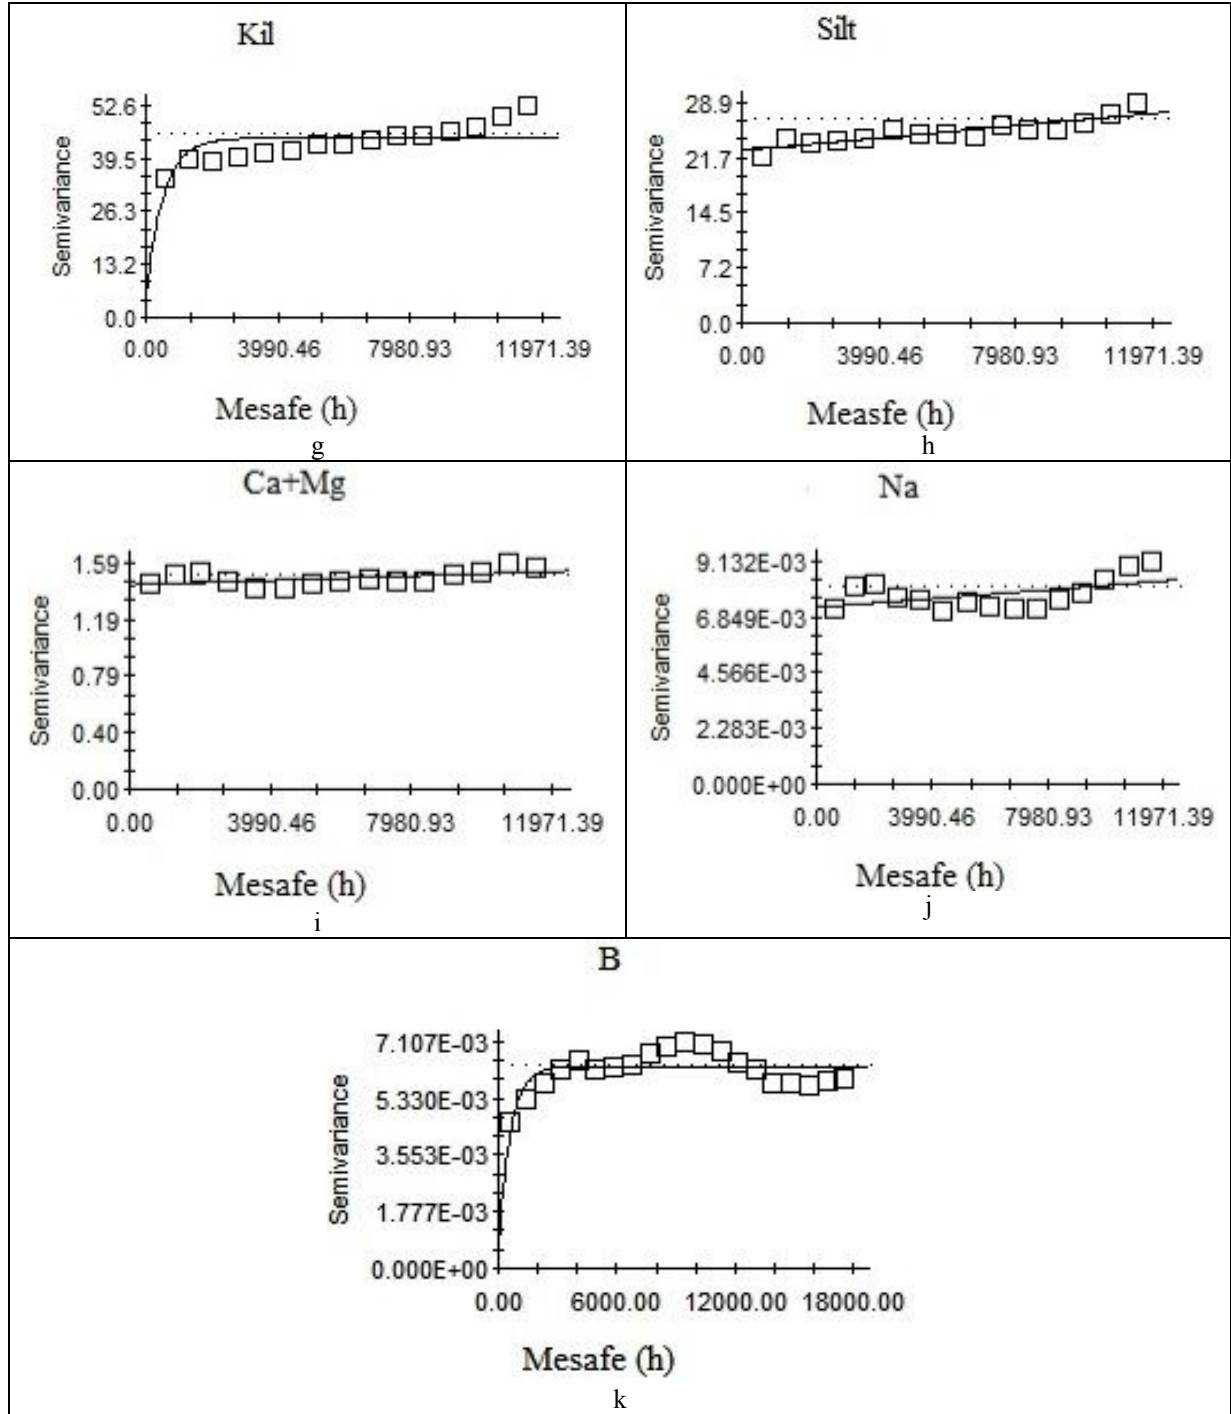 Kil
52.6
39.5
26.3
13.2
0.0
Semivariance
0.00 3990.46 7980.93 11971.39
Mesafe (h)
g
Silt
28.9
21.7
14.5
7.2
0.0
Semivariance
0.00 3990.46 7980.93 11971.39
Measfe (h)
h
Ca+Mg
1.59
1.19
0.79
0.40
0.00
Semivariance
0.00 3990.46 7980.93 11971.39
Mesafe (h)
i
Na
9.132E-03
6.849E-03
4.566E-03
2.283E-03
0.000E+00
Semivariance
0.00 3990.46 7980.93 11971.39
Mesafe (h)
j
B
7.107E-03
5.330E-03
3.553E-03
1.777E-03
0.000E+00
Semivariance
0.00 6000.00 12000.00 18000.00
Mesafe (h)
k